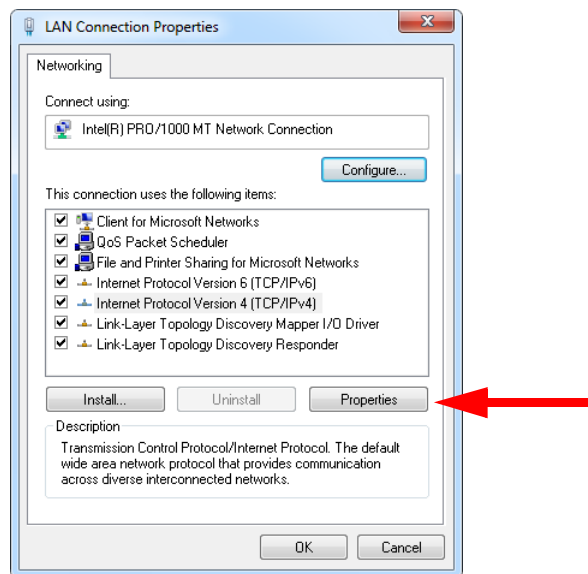 LAN Connection Properties
X
Networking
Connect using:
Intel(R) PRO/1000 MT Network Connection
Configure...
This connection uses the following items:
Client for Microsoft Networks
QoS Packet Scheduler
File and Printer Sharing for Microsoft Networks
Internet Protocol Version 6 (TCP/IPv6)
Internet Protocol Version 4 (TCP/IPv4)
Link-Layer Topology Discovery Mapper I/O Driver
Link-Layer Topology Discovery Responder
Install... Uninstall Properties
Description
Transmission Control Protocol/Internet Protocol. The default
wide area network protocol that provides communication
across diverse interconnected networks.
OK Cancel